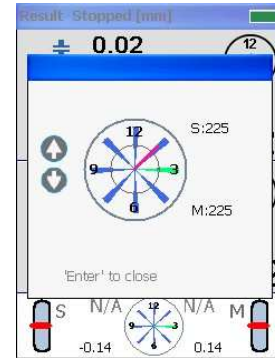 Result Stopped [mm]
0.02
12
12
S:225
9
3
6
M:225
'Enter' to close
S
N/A
12
N/A
M
9
3
6
-0.14
0.14